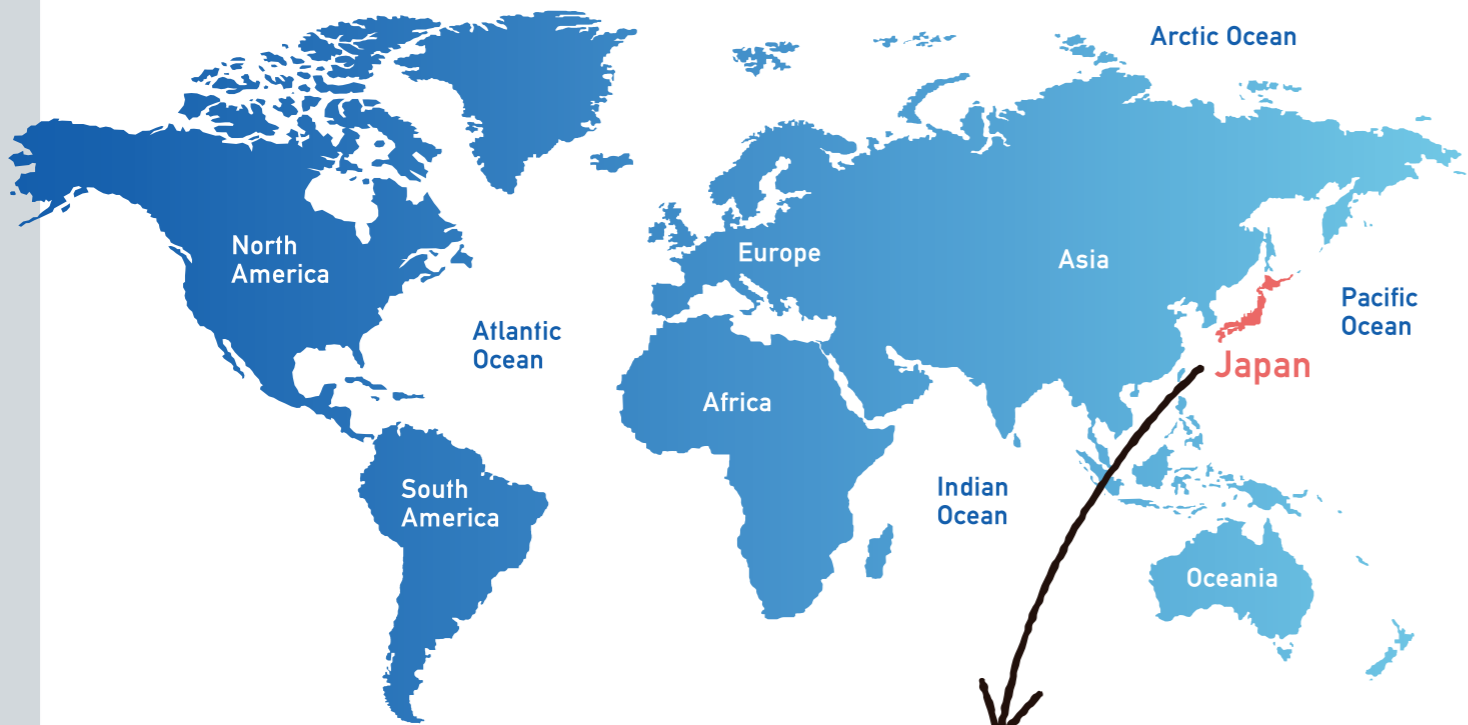 Arctic Ocean
North
America
Europe
Asia
Pacific
Ocean
Atlantic
Ocean
Japan
Africa
South
America
Indian
Ocean
Oceania